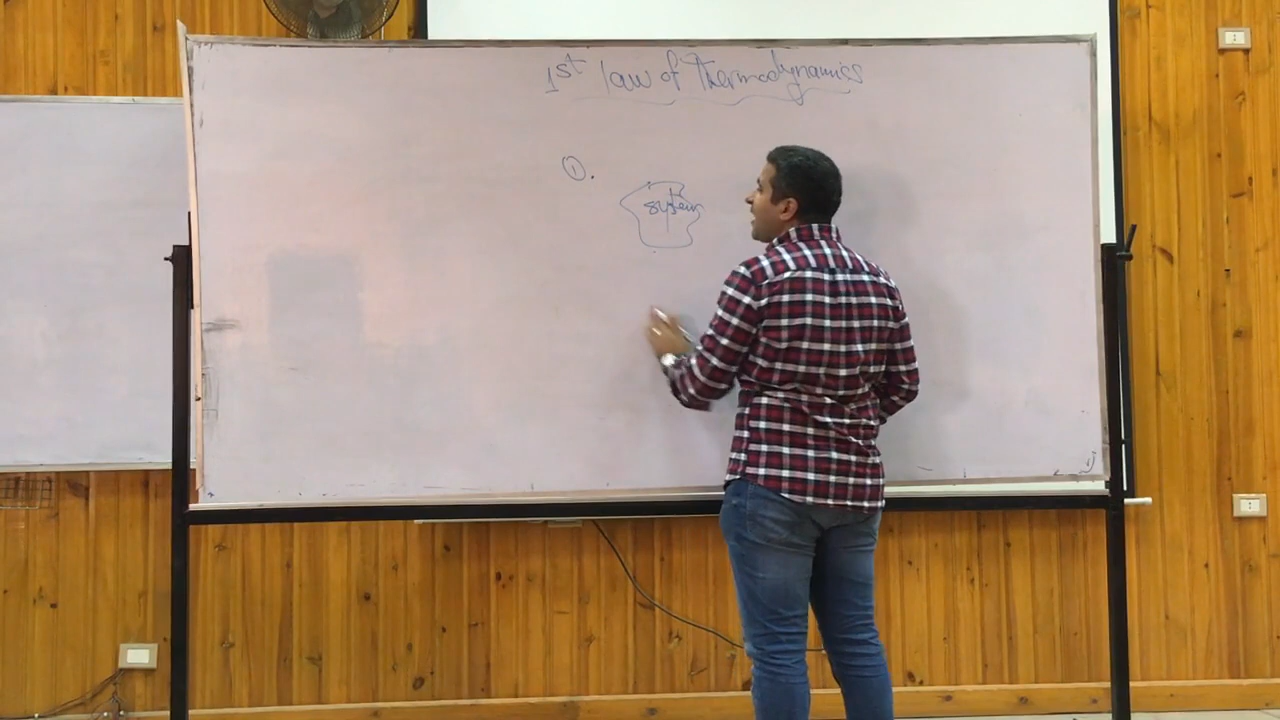 1st law of thermodynamics
①.
system